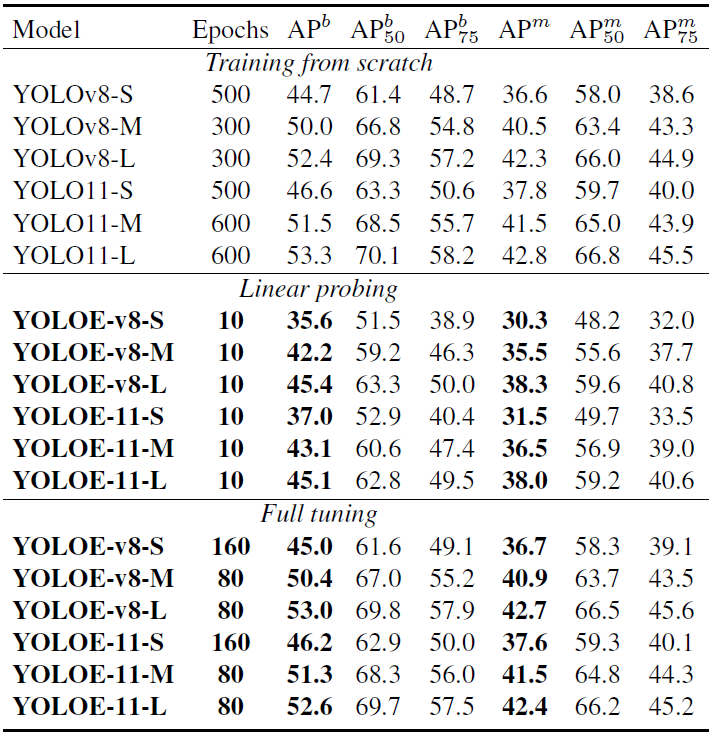 Model Epochs AP^b AP^b_50 AP^b_75 AP^m AP^m_50 AP^m_75
Training from scratch
YOLOv8-S 500 44.7 61.4 48.7 36.6 58.0 38.6
YOLOv8-M 300 50.0 66.8 54.8 40.5 63.4 43.3
YOLOv8-L 300 52.4 69.3 57.2 42.3 66.0 44.9
YOLO11-S 500 46.6 63.3 50.6 37.8 59.7 40.0
YOLO11-M 600 51.5 68.5 55.7 41.5 65.0 43.9
YOLO11-L 600 53.3 70.1 58.2 42.8 66.8 45.5
Linear probing
YOLOE-v8-S 10 35.6 51.5 38.9 30.3 48.2 32.0
YOLOE-v8-M 10 42.2 59.2 46.3 35.5 55.6 37.7
YOLOE-v8-L 10 45.4 63.3 50.0 38.3 59.6 40.8
YOLOE-11-S 10 37.0 52.9 40.4 31.5 49.7 33.5
YOLOE-11-M 10 43.1 60.6 47.4 36.5 56.9 39.0
YOLOE-11-L 10 45.1 62.8 49.5 38.0 59.2 40.6
Full tuning
YOLOE-v8-S 160 45.0 61.6 49.1 36.7 58.3 39.1
YOLOE-v8-M 80 50.4 67.0 55.2 40.9 63.7 43.5
YOLOE-v8-L 80 53.0 69.8 57.9 42.7 66.5 45.6
YOLOE-11-S 160 46.2 62.9 50.0 37.6 59.3 40.1
YOLOE-11-M 80 51.3 68.3 56.0 41.5 64.8 44.3
YOLOE-11-L 80 52.6 69.7 57.5 42.4 66.2 45.2